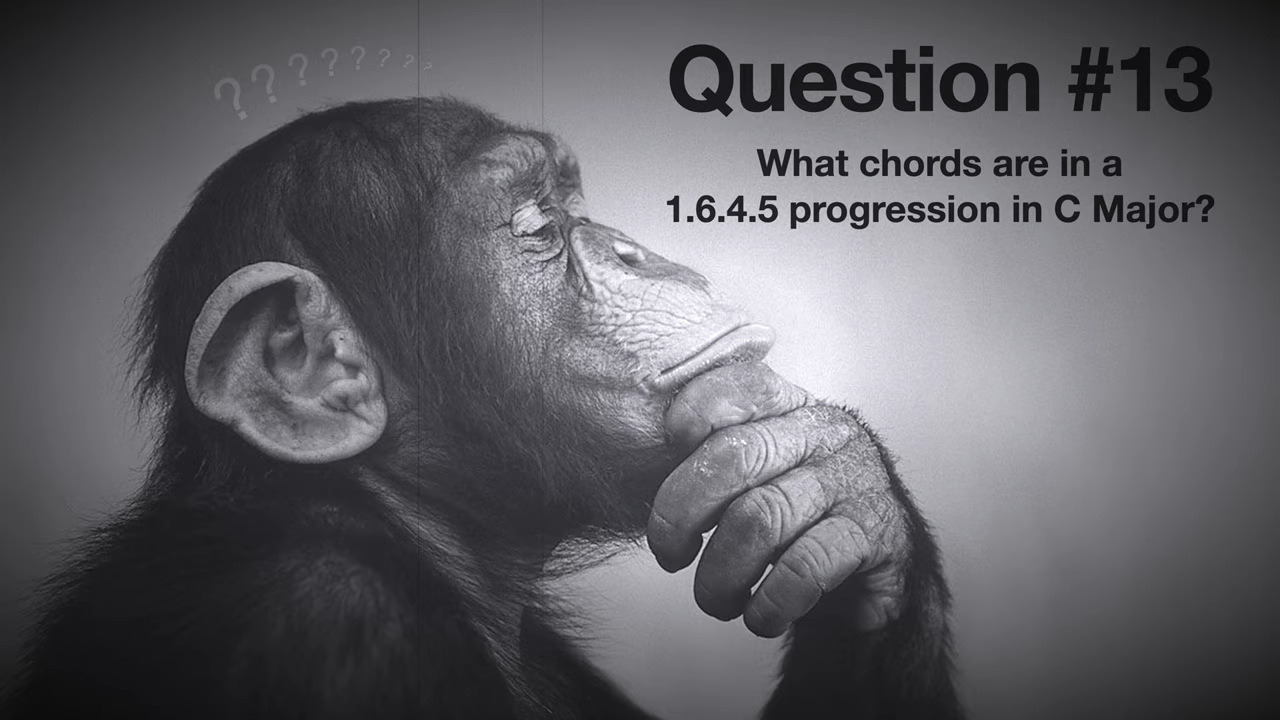 ? ? ? ? ? ? ? ? ?
Question #13
What chords are in a
1.6.4.5 progression in C Major?